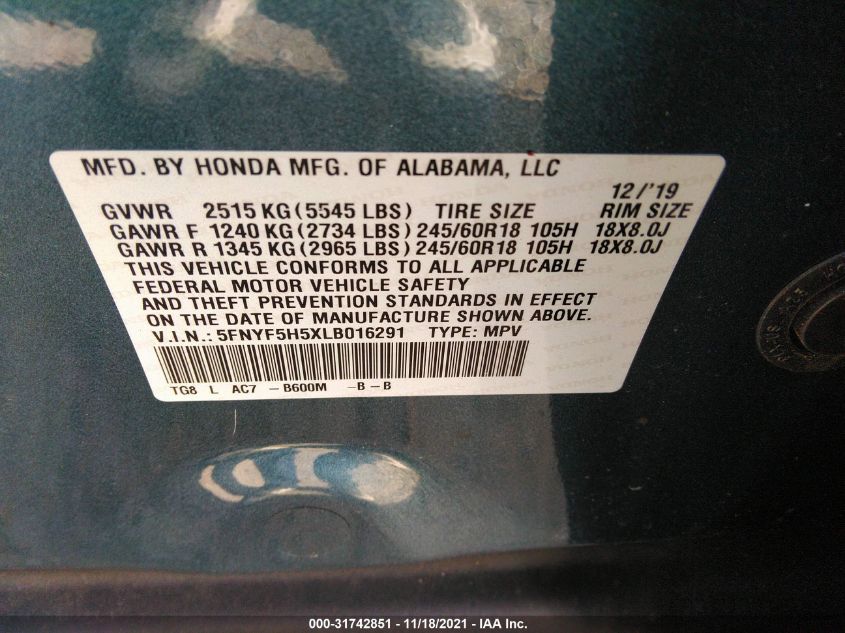 MFD. BY HONDA MFG. OF ALABAMA, LLC
12/'19
GVWR 2515 KG (5545 LBS) TIRE SIZE RIM SIZE
GAWR F 1240 KG (2734 LBS) 245/60R18 105H 18X8.0J
GAWR R 1345 KG (2965 LBS) 245/60R18 105H 18X8.0J
THIS VEHICLE CONFORMS TO ALL APPLICABLE
FEDERAL MOTOR VEHICLE SAFETY
AND THEFT PREVENTION STANDARDS IN EFFECT
ON THE DATE OF MANUFACTURE SHOWN ABOVE.
V.I.N.: 5FNYF5H5XLB016291 TYPE: MPV
TG8 L AC7 -B600M -B-B
000-31742851 - 11/18/2021 - IAA Inc.